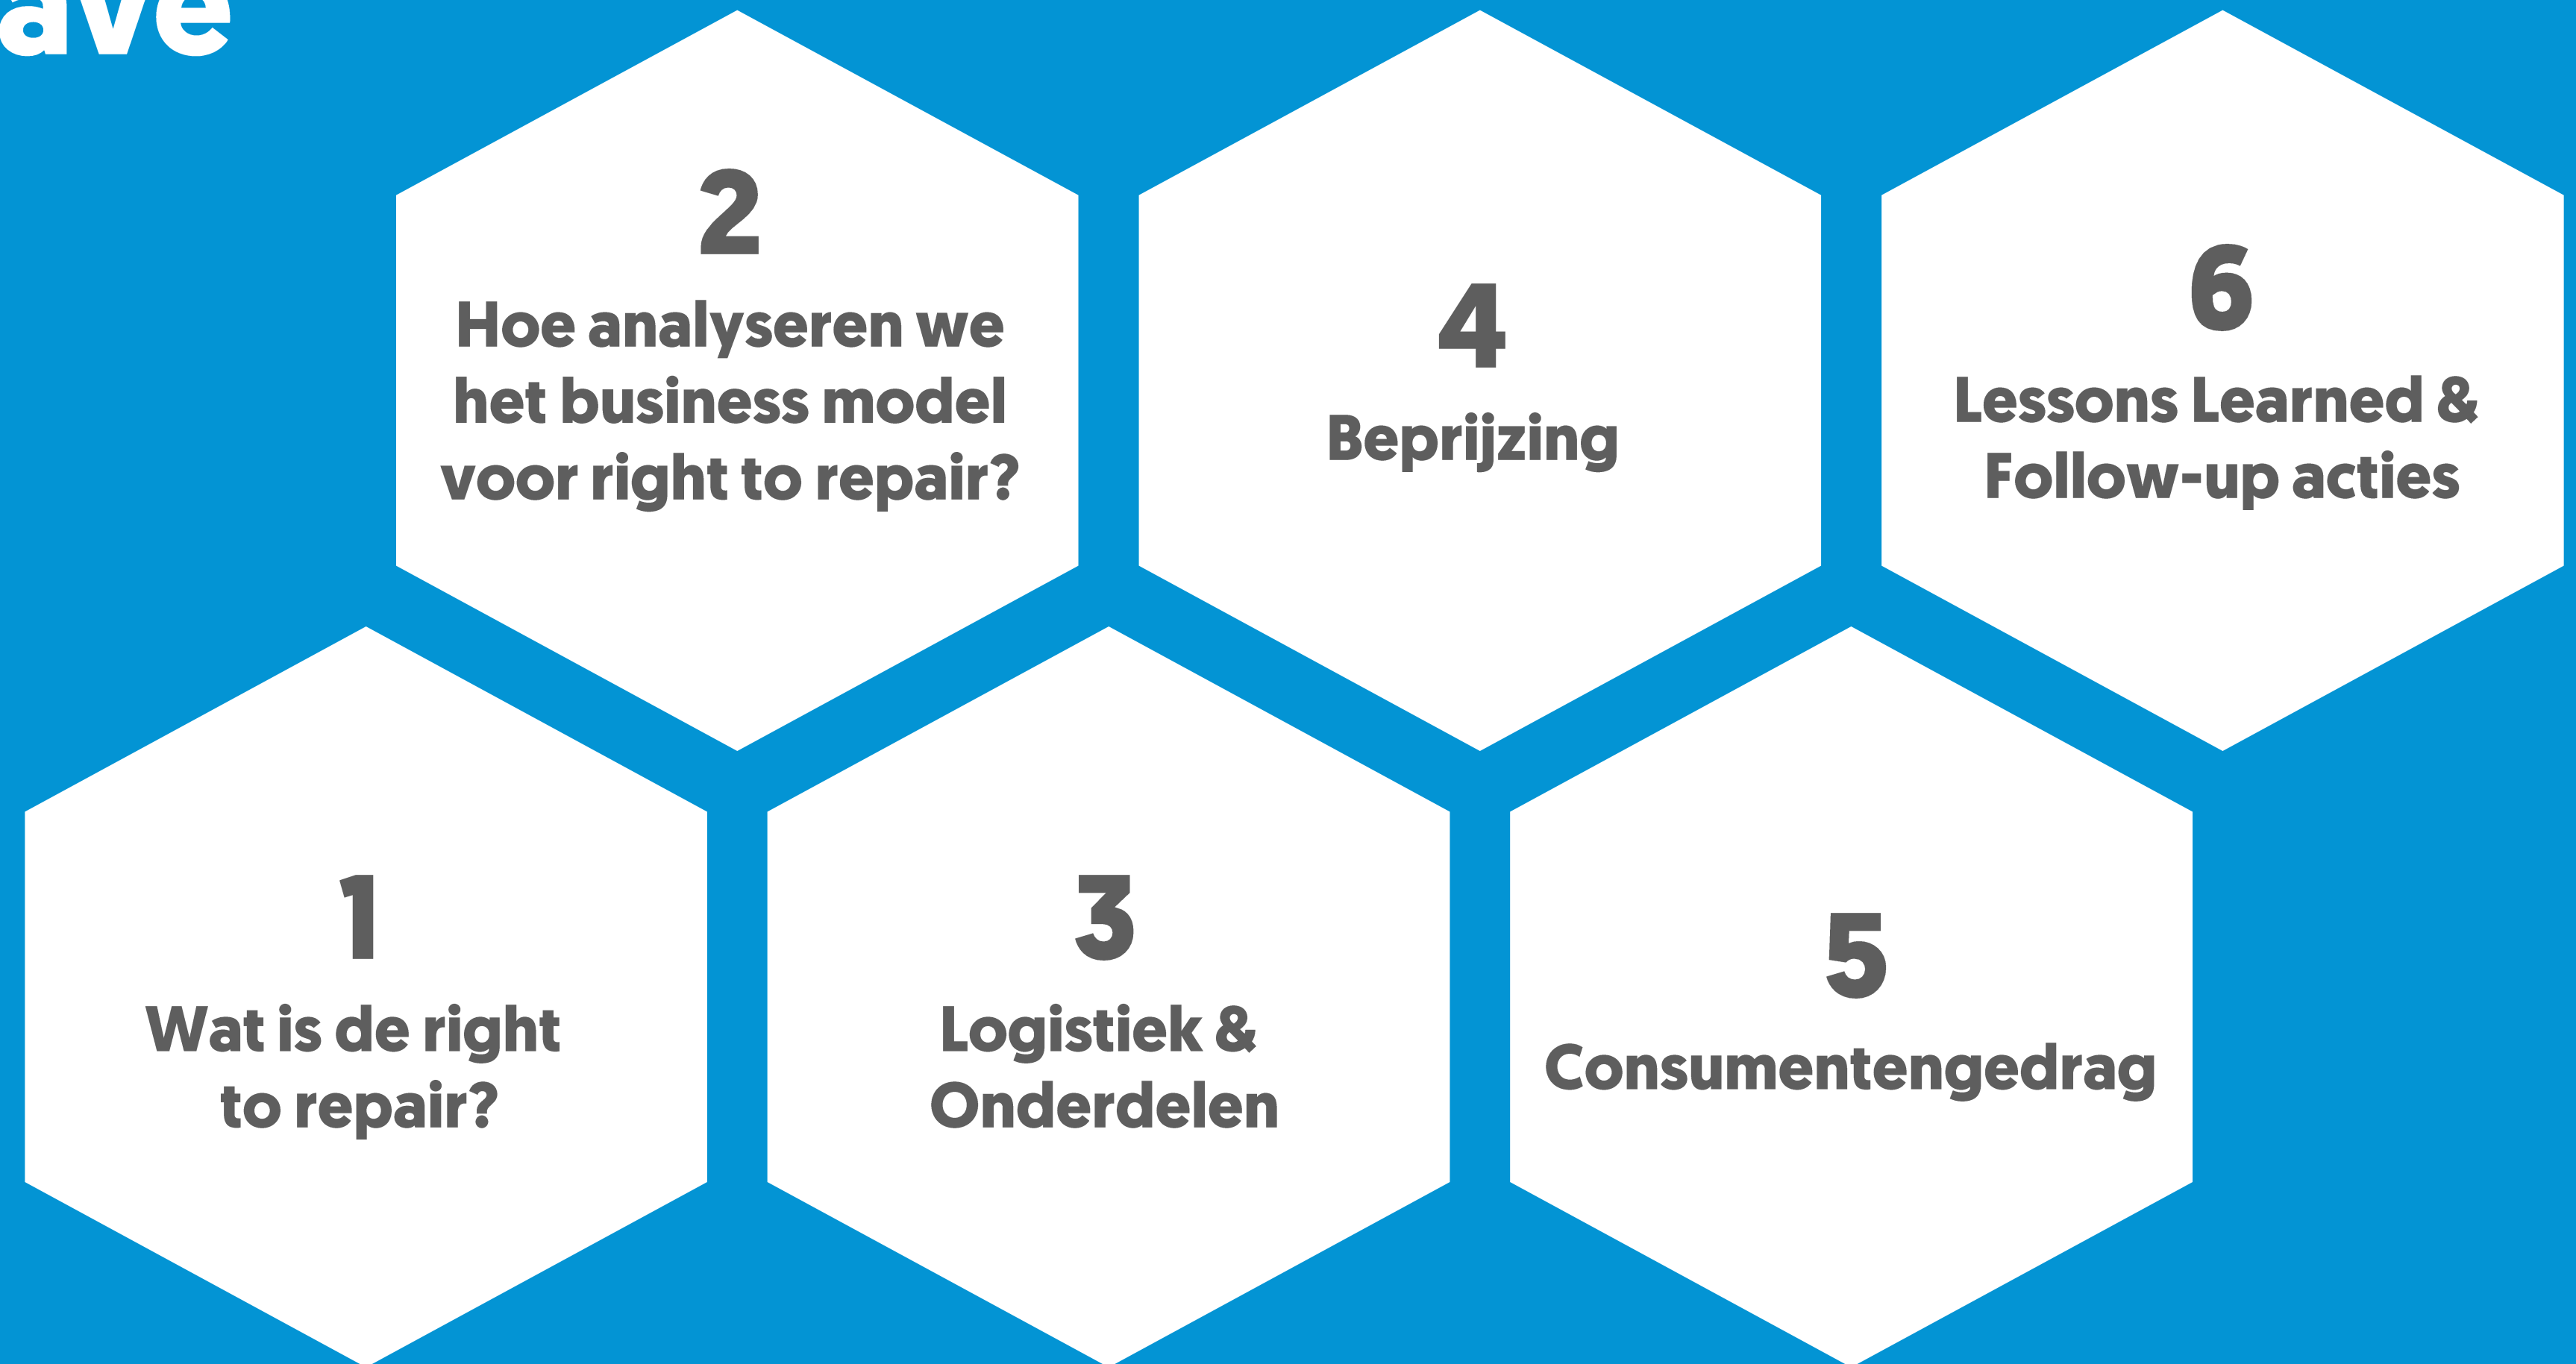 ave
2
Hoe analyseren we
het business model
voor right to repair?
4
Beprijzing
6
Lessons Learned &
Follow-up acties
1
Wat is de right
to repair?
3
Logistiek &
Onderdelen
5
Consumentengedrag